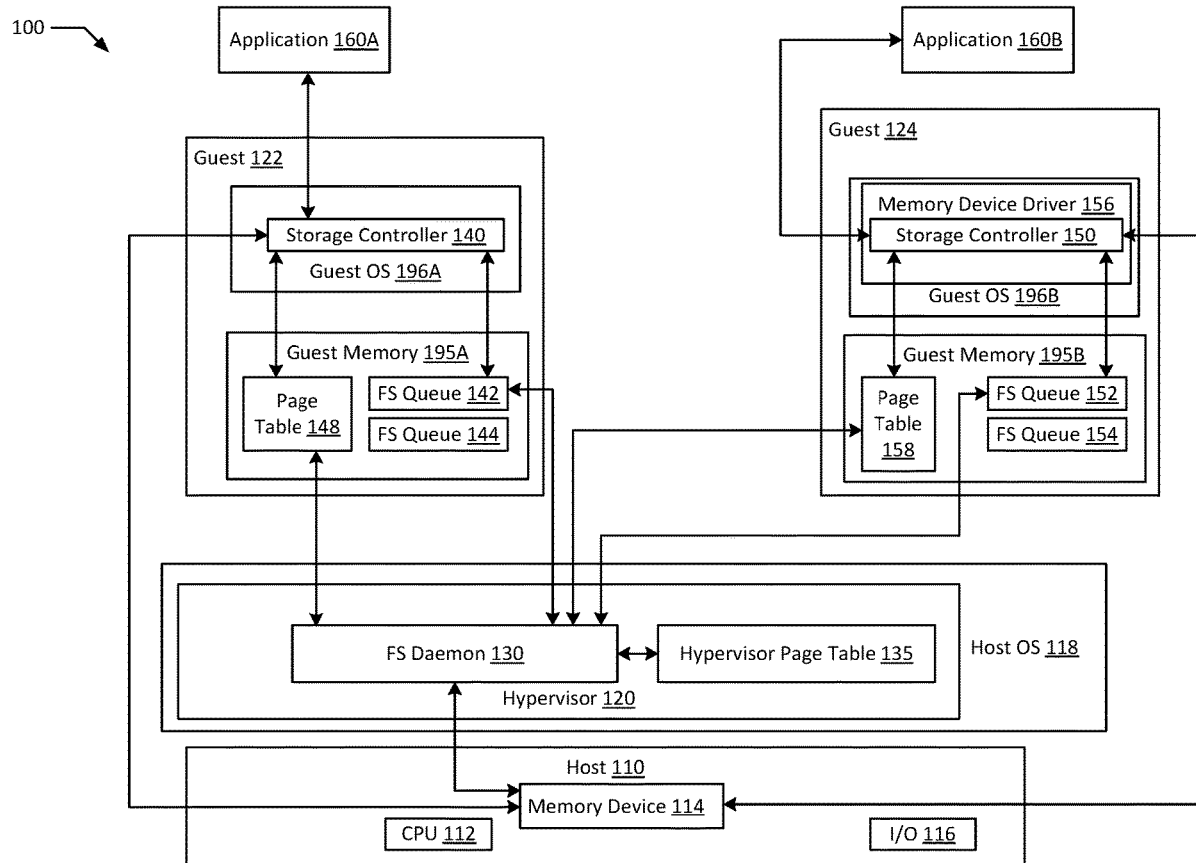 100
Application 160A
Application 160B
Guest 122
Guest 124
Storage Controller 140
Guest OS 196A
Memory Device Driver 156
Storage Controller 150
Guest OS 196B
Guest Memory 195A
Page
Table 148
FS Queue 142
FS Queue 144
Guest Memory 195B
Page
Table
158
FS Queue 152
FS Queue 154
FS Daemon 130
Hypervisor Page Table 135
Hypervisor 120
Host OS 118
Host 110
Memory Device 114
CPU 112
I/O 116